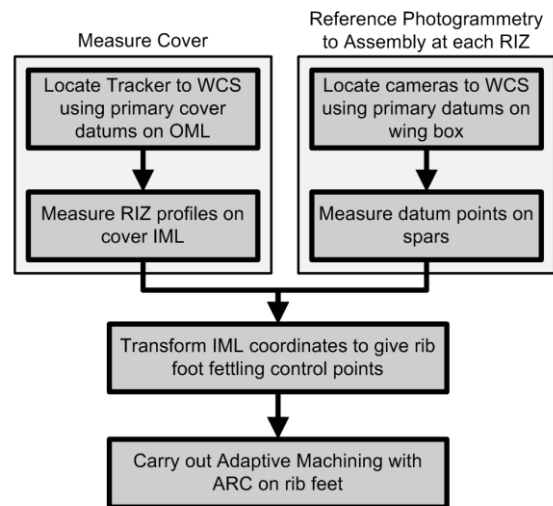 Measure Cover
Locate Tracker to WCS
using primary cover
datums on OML
Measure RIZ profiles on
cover IML
Reference Photogrammetry
to Assembly at each RIZ
Locate cameras to WCS
using primary datums on
wing box
Measure datum points on
spars
Transform IML coordinates to give rib
foot fettling control points
Carry out Adaptive Machining with
ARC on rib feet